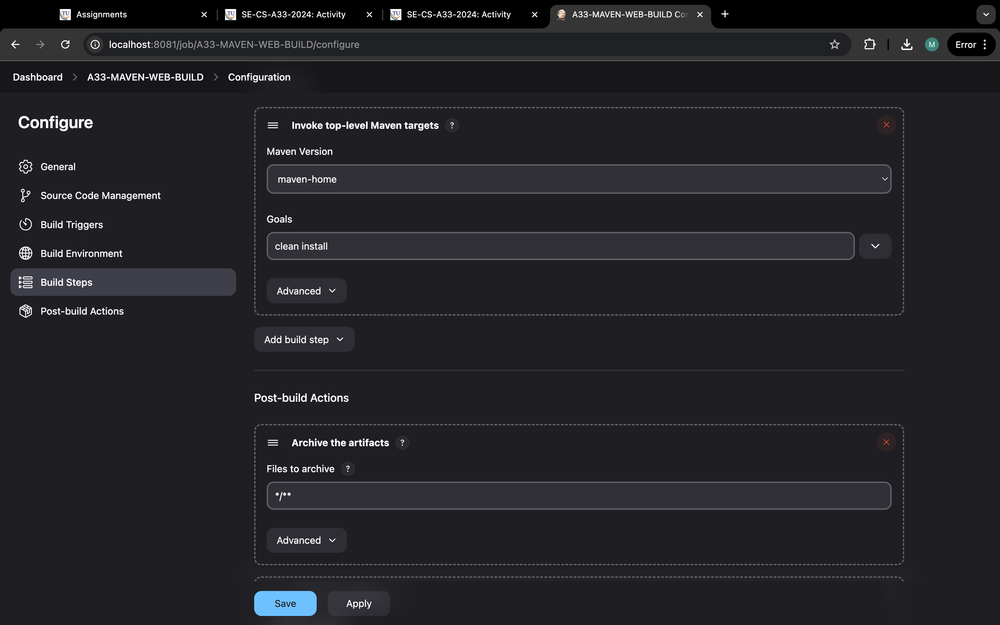 Assignments
SE-CS-A33-2024: Activity
SE-CS-A33-2024: Activity
A33-MAVEN-WEB-BUILD Con
localhost:8081/job/A33-MAVEN-WEB-BUILD/configure
M
Error
Dashboard > A33-MAVEN-WEB-BUILD > Configuration
Configure
General
Source Code Management
Build Triggers
Build Environment
Build Steps
Post-build Actions
Invoke top-level Maven targets ?
Maven Version
maven-home
Goals
clean install
Advanced
Add build step
Post-build Actions
Archive the artifacts ?
Files to archive ?
*/**
Advanced
Save
Apply